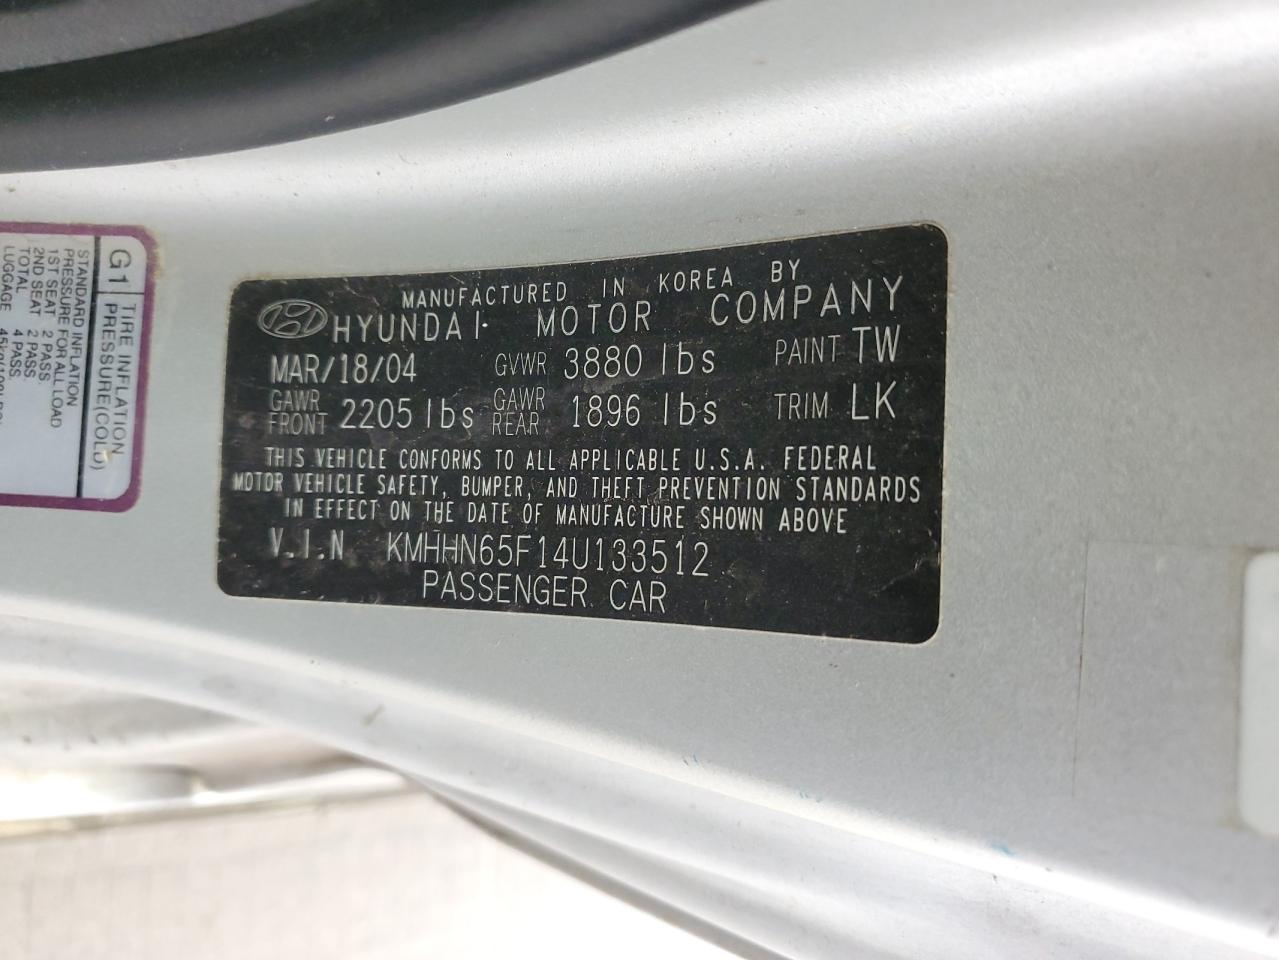 MANUFACTURED IN KOREA BY
HYUNDAI MOTOR COMPANY
MAR/18/04 GVWR 3880 lbs PAINT TW
GAWR FRONT 2205 lbs GAWR REAR 1896 lbs TRIM LK
THIS VEHICLE CONFORMS TO ALL APPLICABLE U.S.A. FEDERAL
MOTOR VEHICLE SAFETY, BUMPER, AND THEFT PREVENTION STANDARDS
IN EFFECT ON THE DATE OF MANUFACTURE SHOWN ABOVE
V.I.N KMHHN65F14U133512
PASSENGER CAR
G1 TIRE INFLATION
PRESSURE(COLD)
STANDARD INFLATION
PRESSURE FOR ALL LOAD
1ST SEAT 2 PASS.
2ND SEAT 2 PASS.
TOTAL 4 PASS.
LUGGAGE